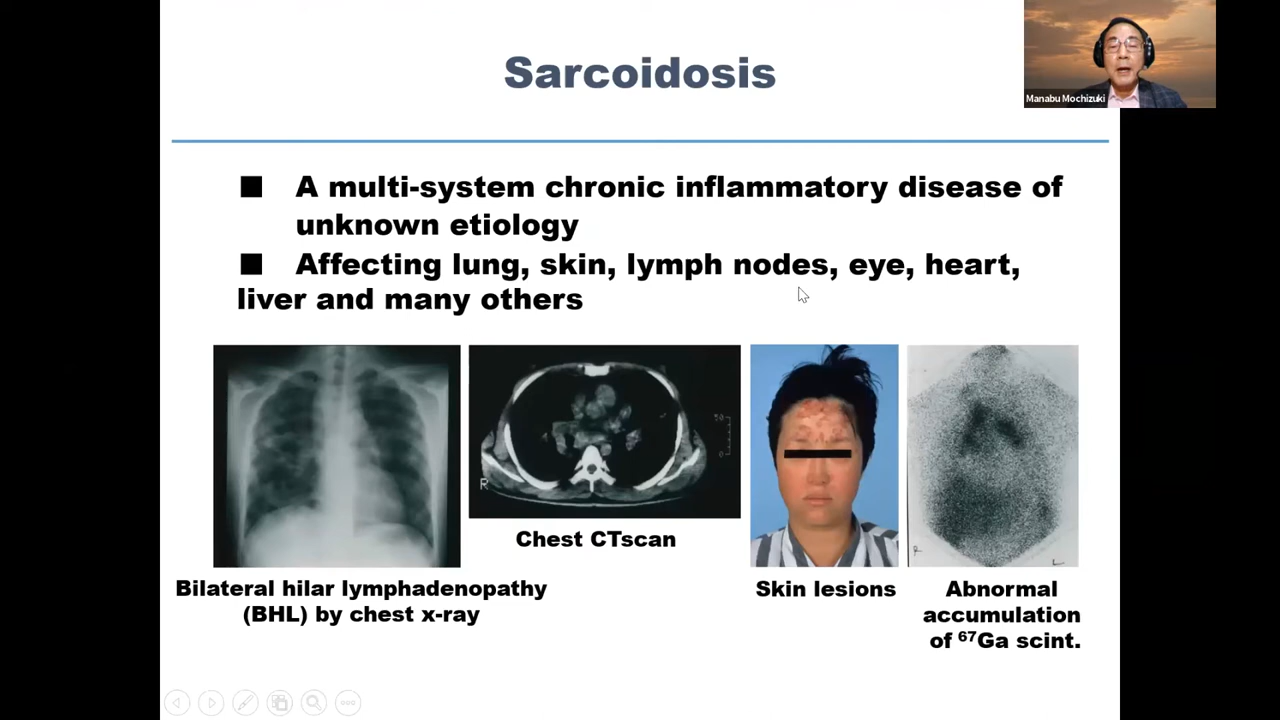 Sarcoidosis
Manabu Mochizuki
■ A multi-system chronic inflammatory disease of
unknown etiology
■ Affecting lung, skin, lymph nodes, eye, heart,
liver and many others
R
50
0
Chest CTscan
Bilateral hilar lymphadenopathy
(BHL) by chest x-ray
Skin lesions
R
L
Abnormal
accumulation
of ⁶⁷Ga scint.